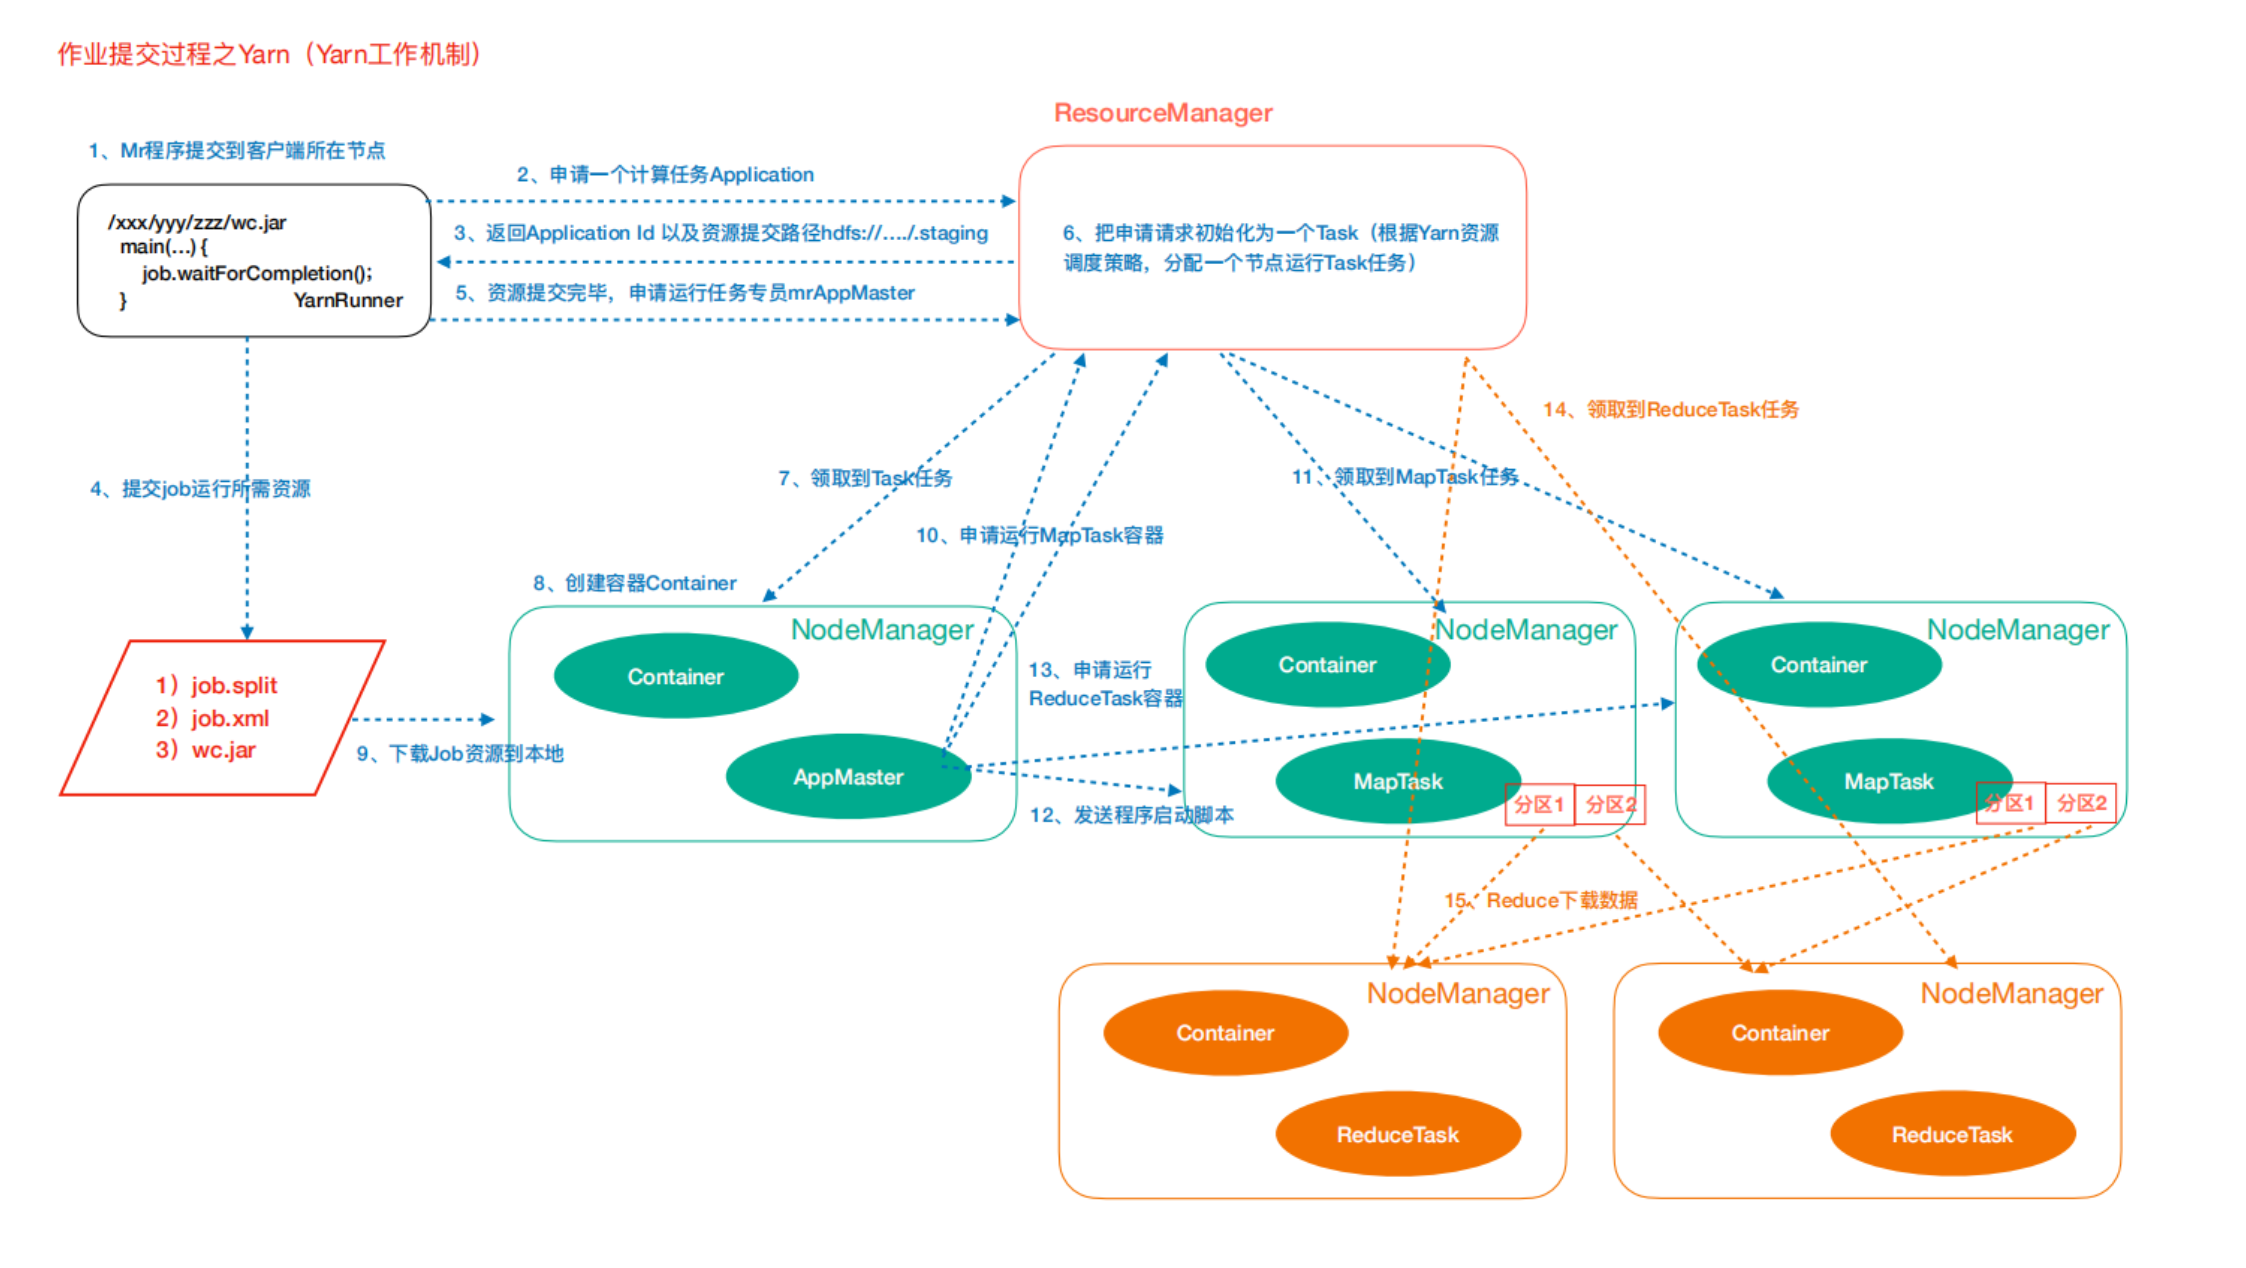 作业提交过程之Yarn（Yarn工作机制）
ResourceManager
1、Mr程序提交到客户端所在节点
2、申请一个计算任务Application
/xxx/yyy/zzz/wc.jar
main(...) {
job.waitForCompletion();
} YarnRunner
3、返回Application Id 以及资源提交路径hdfs://..../.staging
5、资源提交完毕，申请运行任务专员mrAppMaster
6、把申请请求初始化为一个Task（根据Yarn资源
调度策略，分配一个节点运行Task任务）
14、领取到ReduceTask任务
4、提交job运行所需资源
7、领取到Task任务
11、领取到MapTask任务
10、申请运行MapTask容器
8、创建容器Container
NodeManager
Container
AppMaster
1）job.split
2）job.xml
3）wc.jar
9、下载Job资源到本地
13、申请运行
ReduceTask容器
12、发送程序启动脚本
NodeManager
Container
MapTask
分区1
分区2
NodeManager
Container
MapTask
分区1
分区2
15、Reduce下载数据
NodeManager
Container
ReduceTask
NodeManager
Container
ReduceTask